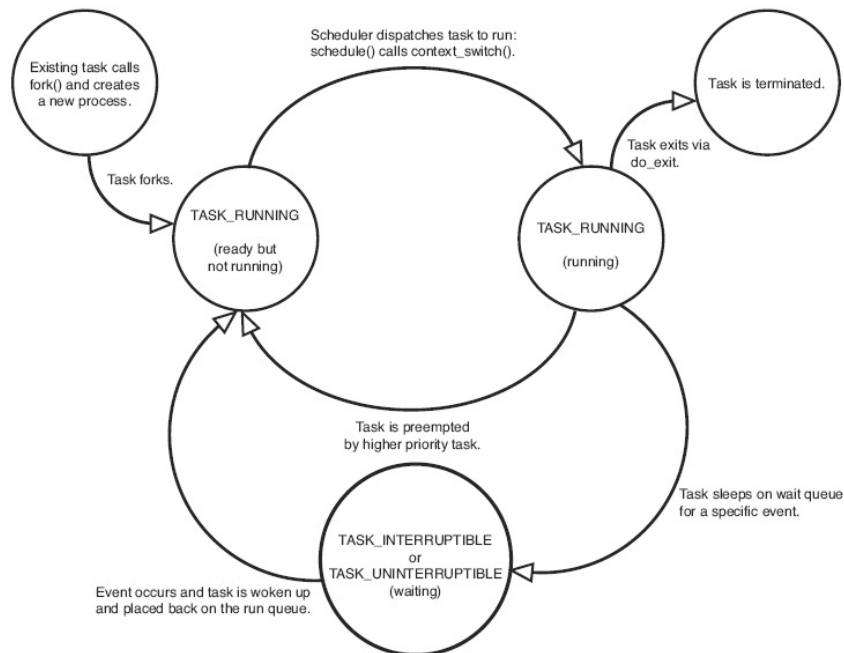 Scheduler dispatches task to run:
schedule() calls context_switch().
Existing task calls
fork() and creates
a new process.
Task is terminated.
Task exits via
do_exit.
Task forks.
TASK_RUNNING
(ready but
not running)
TASK_RUNNING
(running)
Task is preempted
by higher priority task.
Task sleeps on wait queue
for a specific event.
TASK_INTERRUPTIBLE
or
TASK_UNINTERRUPTIBLE
(waiting)
Event occurs and task is woken up
and placed back on the run queue.